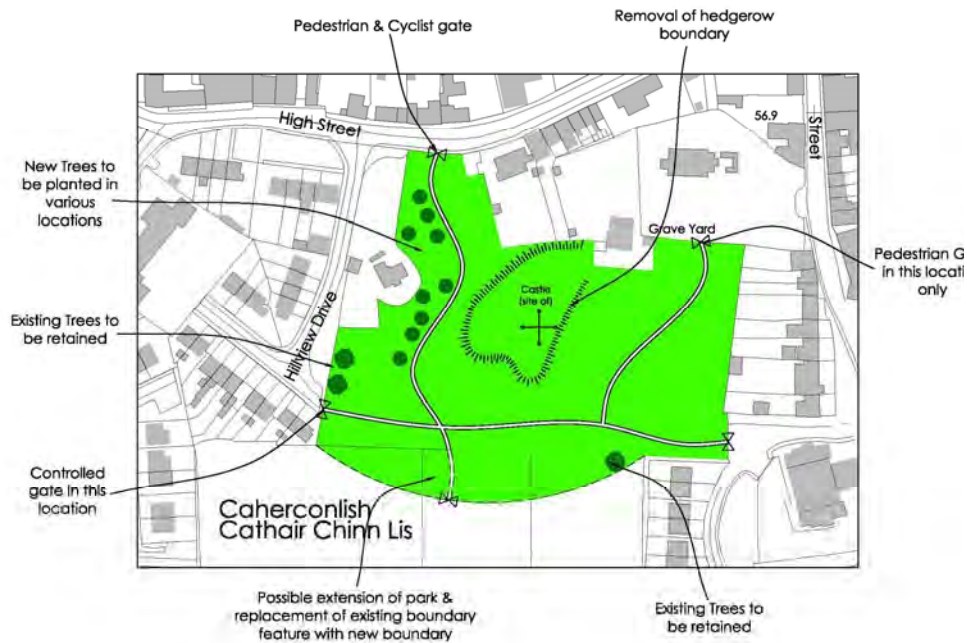 Removal of hedgerow
boundary
Pedestrian & Cyclist gate
High Street
56.9
Street
New Trees to
be planted in
various
locations
Grave Yard
Pedestrian G
in this locati
only
Castle
(site of)
Existing Trees to
be retained
Hillview Drive
Controlled
gate in this
location
Caherconlish
Cathair Chinn Lis
Possible extension of park &
replacement of existing boundary
feature with new boundary
Existing Trees to
be retained